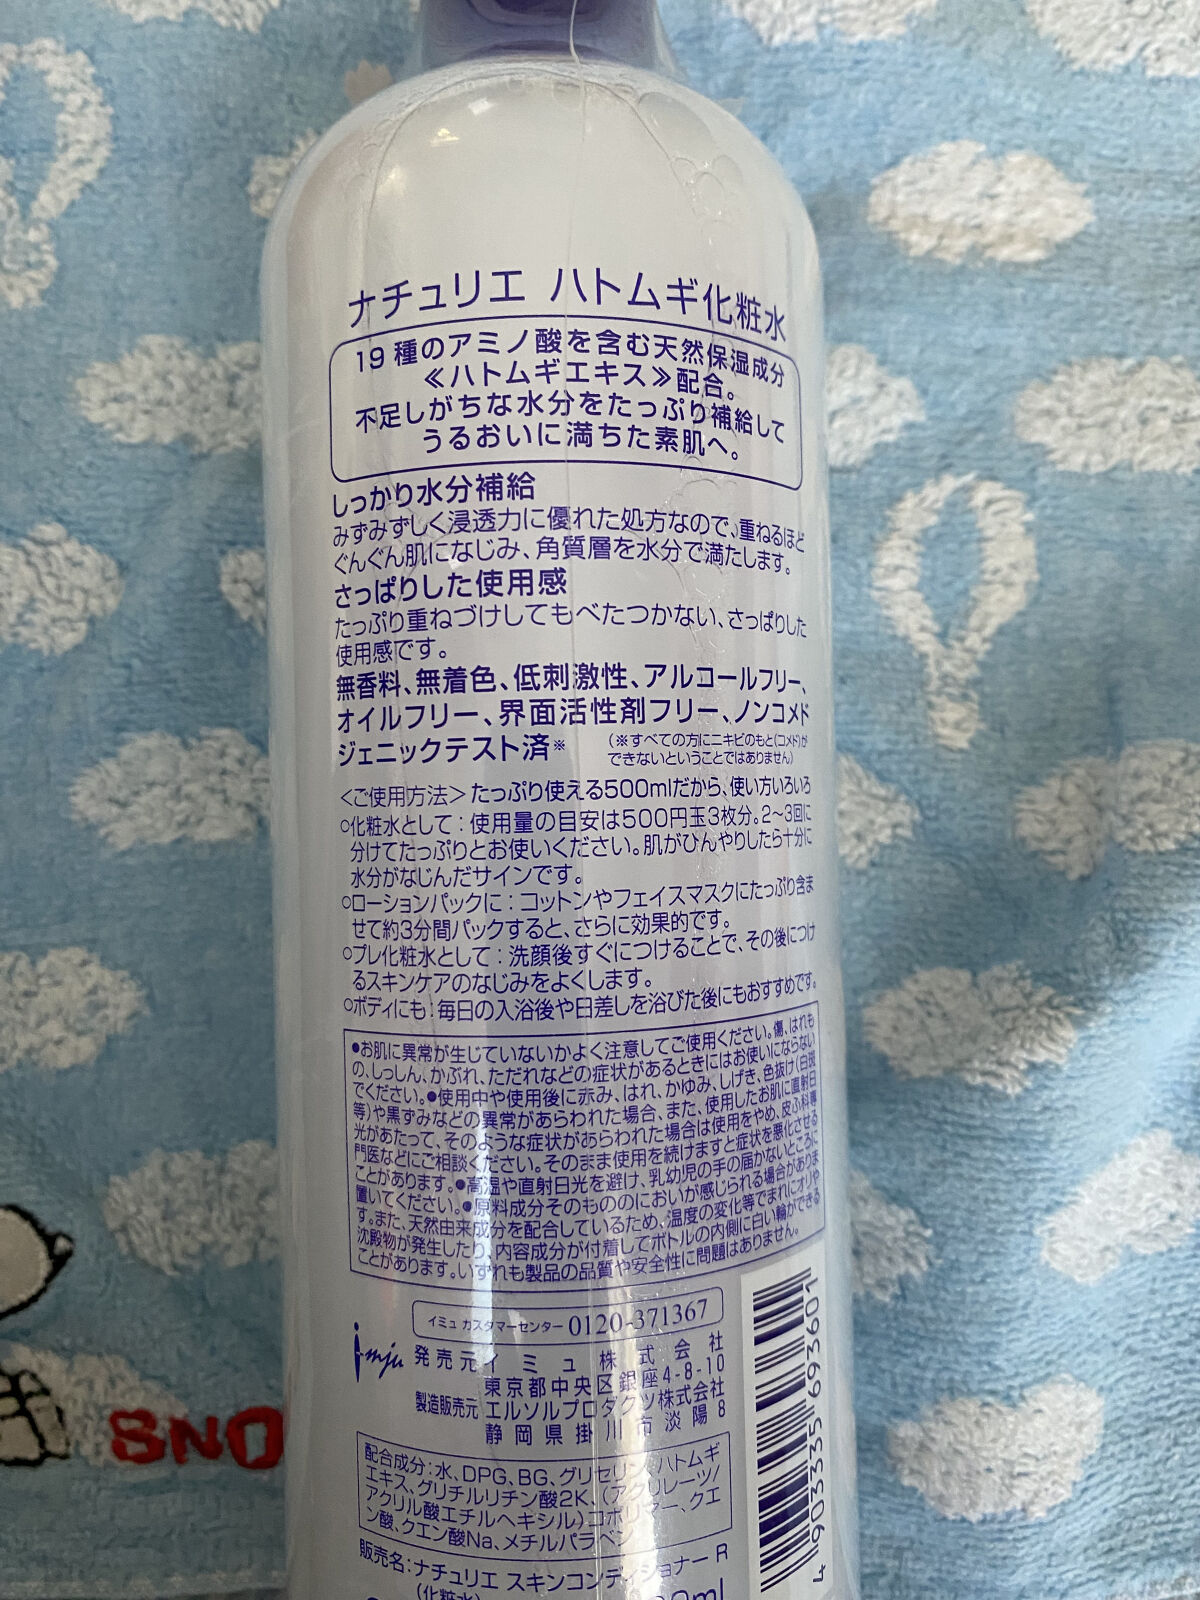 ナチュリエ ハトムギ化粧水
19種のアミノ酸を含む天然保湿成分
≪ハトムギエキス≫配合。
不足しがちな水分をたっぷり補給して
うるおいに満ちた素肌へ。
しっかり水分補給
みずみずしく浸透力に優れた処方なので、重ねるほど
ぐんぐん肌になじみ、角質層を水分で満たします。
さっぱりした使用感
たっぷり重ねづけしてもべたつかない、さっぱりした
使用感です。
無香料、無着色、低刺激性、アルコールフリー、
オイルフリー、界面活性剤フリー、ノンコメド
ジェニックテスト済※
(※すべての方にニキビのもと(コメド)が
できないということではありません)
<ご使用方法>たっぷり使える500mlだから、使い方いろいろ
○化粧水として：使用量の目安は500円玉3枚分。2〜3回に
分けてたっぷりとお使いください。肌がひんやりしたら十分に
水分がなじんだサインです。
○ローションパックに：コットンやフェイスマスクにたっぷり含ま
せて約3分間パックすると、さらに効果的です。
○プレ化粧水として：洗顔後すぐにつけることで、その後につけ
るスキンケアのなじみをよくします。
○ボディにも：毎日の入浴後や日差しを浴びた後にもおすすめです。
●お肌に異常が生じていないかよく注意してご使用ください。傷、はれも
の、しっしん、かぶれ、ただれなどの症状があるときにはお使いにならない
でください。●使用中や使用後に赤み、はれ、かゆみ、しげき、色抜け(白斑
等)や黒ずみなどの異常があらわれた場合、また、使用したお肌に直射日
光があたって、そのような症状があらわれた場合は使用をやめ、皮ふ科専
門医などにご相談ください。そのまま使用を続けますと症状を悪化させる
ことがあります。●高温や直射日光を避け、乳幼児の手の届かないところに
置いてください。●原料成分そのもののにおいが感じられる場合がありま
す。また、天然由来成分を配合しているため、温度の変化等でまれにオリや
沈殿物が発生したり、内容成分が付着してボトルの内側に白い輪ができる
ことがあります。いずれも製品の品質や安全性に問題はありません。
イミュ カスタマーセンター 0120-371367
i-mju 発売元 イミュ株式会社
東京都中央区銀座4-8-10
製造販売元 エルソルプロダクツ株式会社
静岡県掛川市淡陽8
配合成分：水、DPG、BG、グリセリン、ハトムギ
エキス、グリチルリチン酸2K、(アクリレーツ/
アクリル酸エチルヘキシル)コポリマー、クエ
ン酸、クエン酸Na、メチルパラベン
販売名：ナチュリエ スキンコンディショナー R
(化粧水)
4 903335 693601
SNO